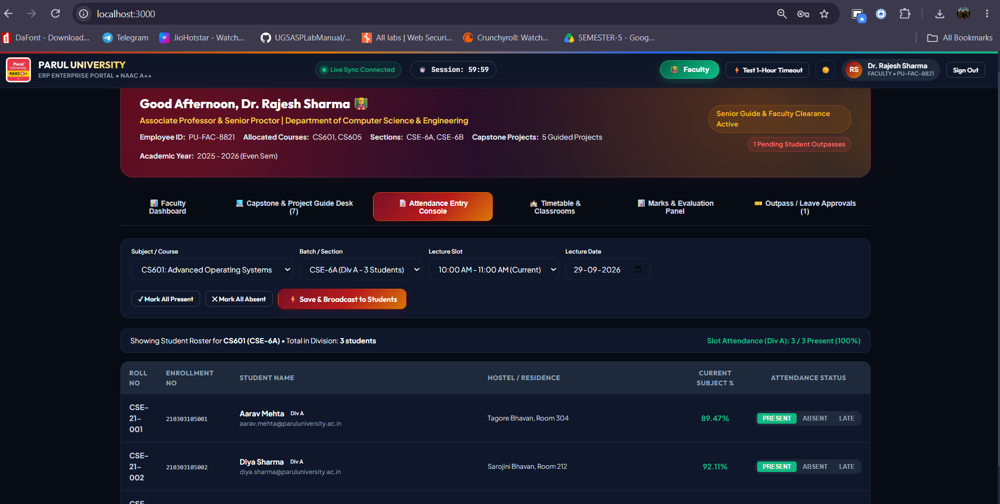 localhost:3000
DaFont - Download...
Telegram
JioHotstar - Watch...
UG5ASPLabManual/...
All labs | Web Securi...
Crunchyroll: Watch...
SEMESTER-5 - Goog...
All Bookmarks
Parul University NAAC A++
PARUL UNIVERSITY
ERP ENTERPRISE PORTAL • NAAC A++
Live Sync Connected
Session: 59:59
Faculty
Test 1-Hour Timeout
RS
Dr. Rajesh Sharma
FACULTY • PU-FAC-8821
Sign Out
Good Afternoon, Dr. Rajesh Sharma
Associate Professor & Senior Proctor | Department of Computer Science & Engineering
Employee ID: PU-FAC-8821 Allocated Courses: CS601, CS605 Sections: CSE-6A, CSE-6B Capstone Projects: 5 Guided Projects
Academic Year: 2025 - 2026 (Even Sem)
Senior Guide & Faculty Clearance
Active
1 Pending Student Outpasses
Faculty
Dashboard
Capstone & Project Guide Desk
(7)
Attendance Entry
Console
Timetable &
Classrooms
Marks & Evaluation
Panel
Outpass / Leave Approvals
(1)
Subject / Course
CS601: Advanced Operating Systems
Batch / Section
CSE-6A (Div A - 3 Students)
Lecture Slot
10:00 AM - 11:00 AM (Current)
Lecture Date
29-09-2026
✓ Mark All Present
✕ Mark All Absent
Save & Broadcast to Students
Showing Student Roster for CS601 (CSE-6A) • Total in Division: 3 students
Slot Attendance (Div A): 3 / 3 Present (100%)
ROLL
NO
ENROLLMENT
NO
STUDENT NAME
HOSTEL / RESIDENCE
CURRENT
SUBJECT %
ATTENDANCE STATUS
CSE-
21-
001
210303105001
Aarav Mehta Div A
aarav.mehta@paruluniversity.ac.in
Tagore Bhavan, Room 304
89.47%
PRESENT ABSENT LATE
CSE-
21-
002
210303105002
Diya Sharma Div A
diya.sharma@paruluniversity.ac.in
Sarojini Bhavan, Room 212
92.11%
PRESENT ABSENT LATE
CSE-